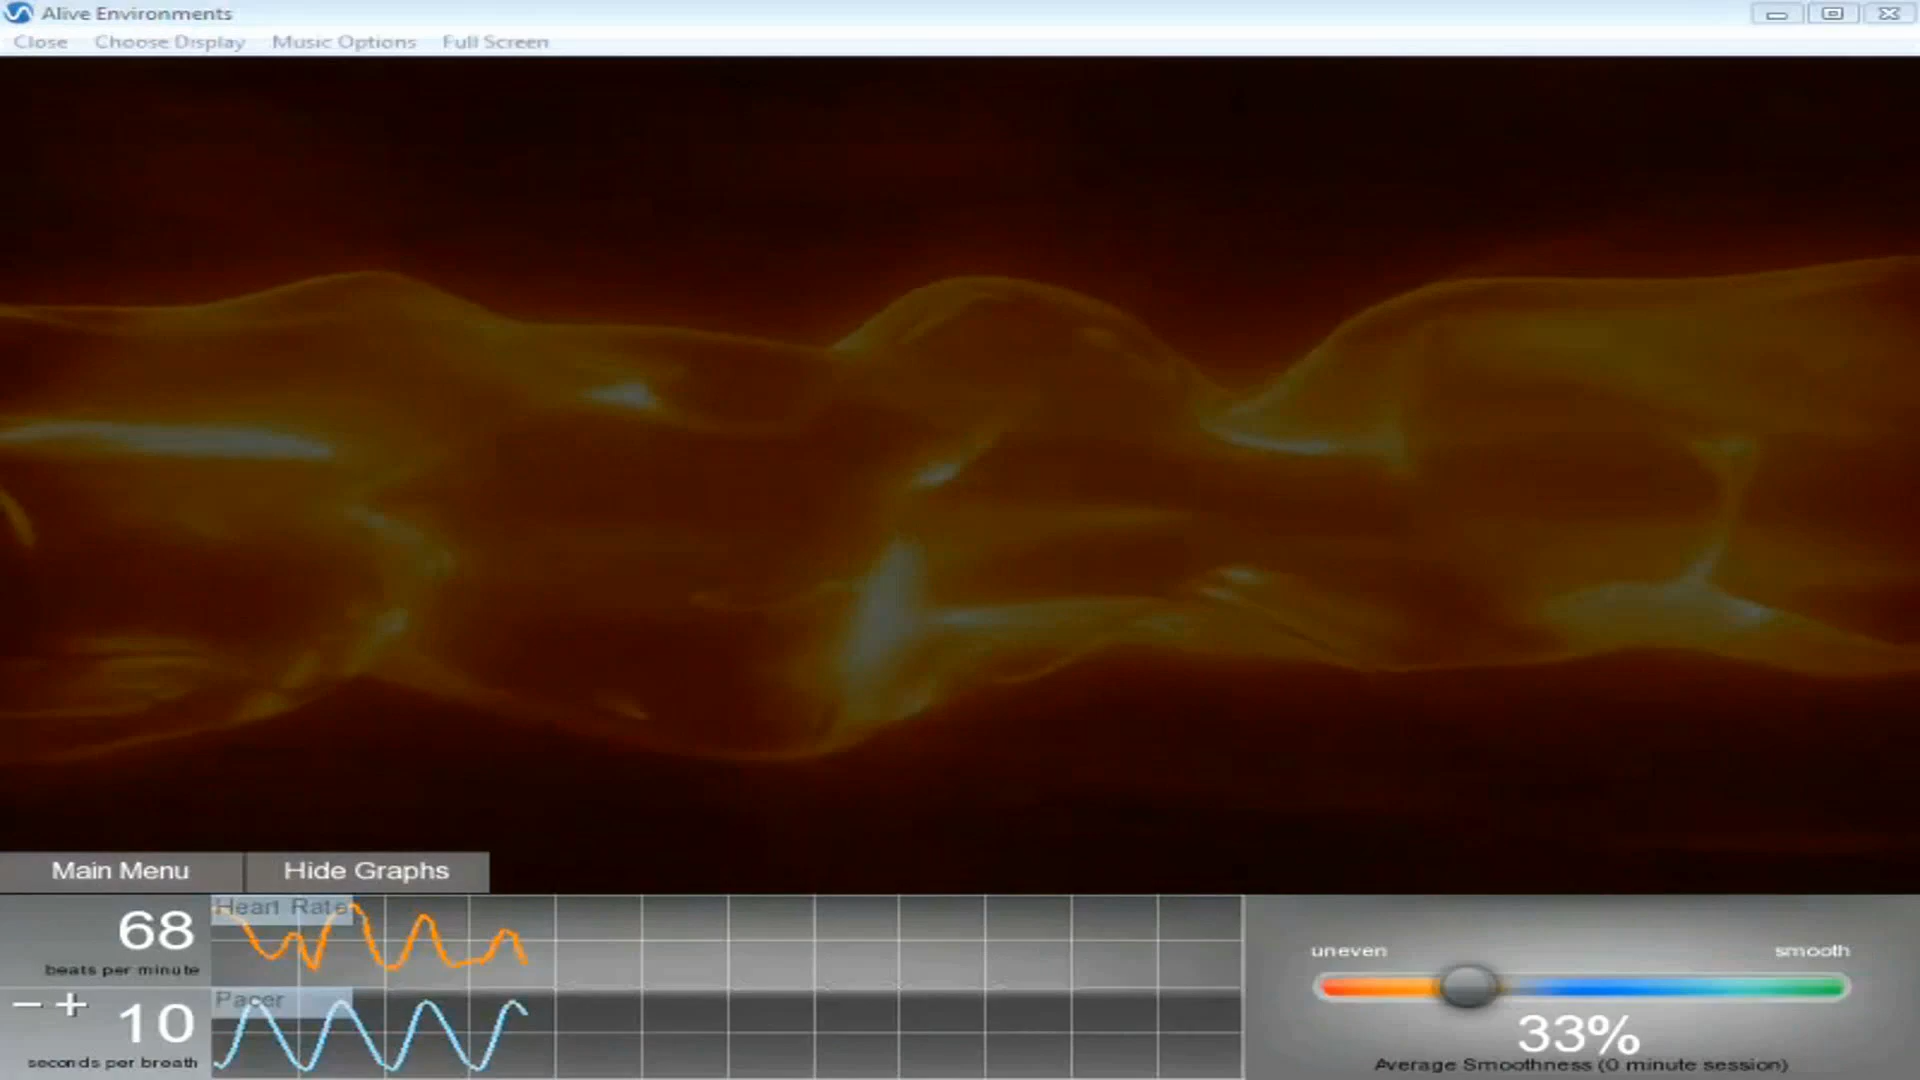 Alive Environments
Close Choose Display Music Options Full Screen
Main Menu Hide Graphs
68
beats per minute
Heart Rate
− + 10
seconds per breath
Pacer
uneven smooth
33%
Average Smoothness (0 minute session)